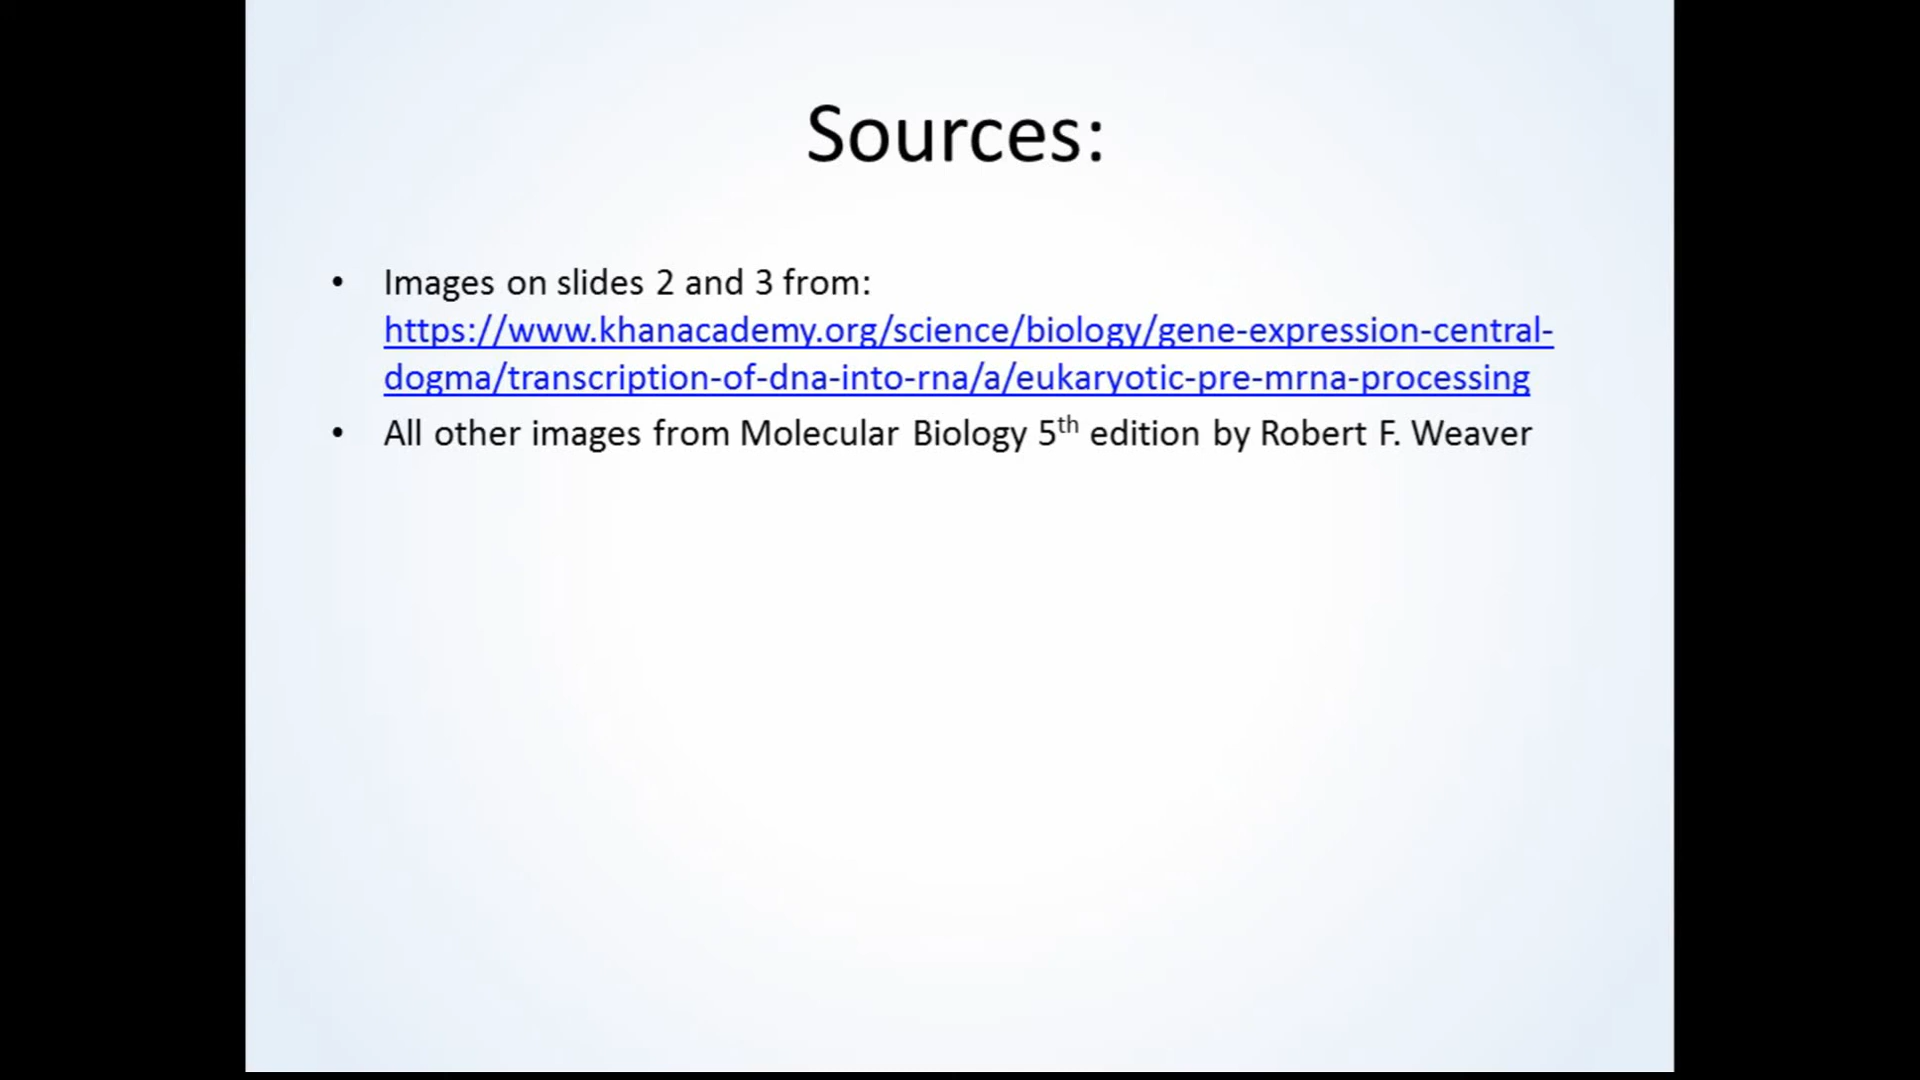 Sources:
• Images on slides 2 and 3 from:
https://www.khanacademy.org/science/biology/gene-expression-central-
dogma/transcription-of-dna-into-rna/a/eukaryotic-pre-mrna-processing
• All other images from Molecular Biology 5th edition by Robert F. Weaver